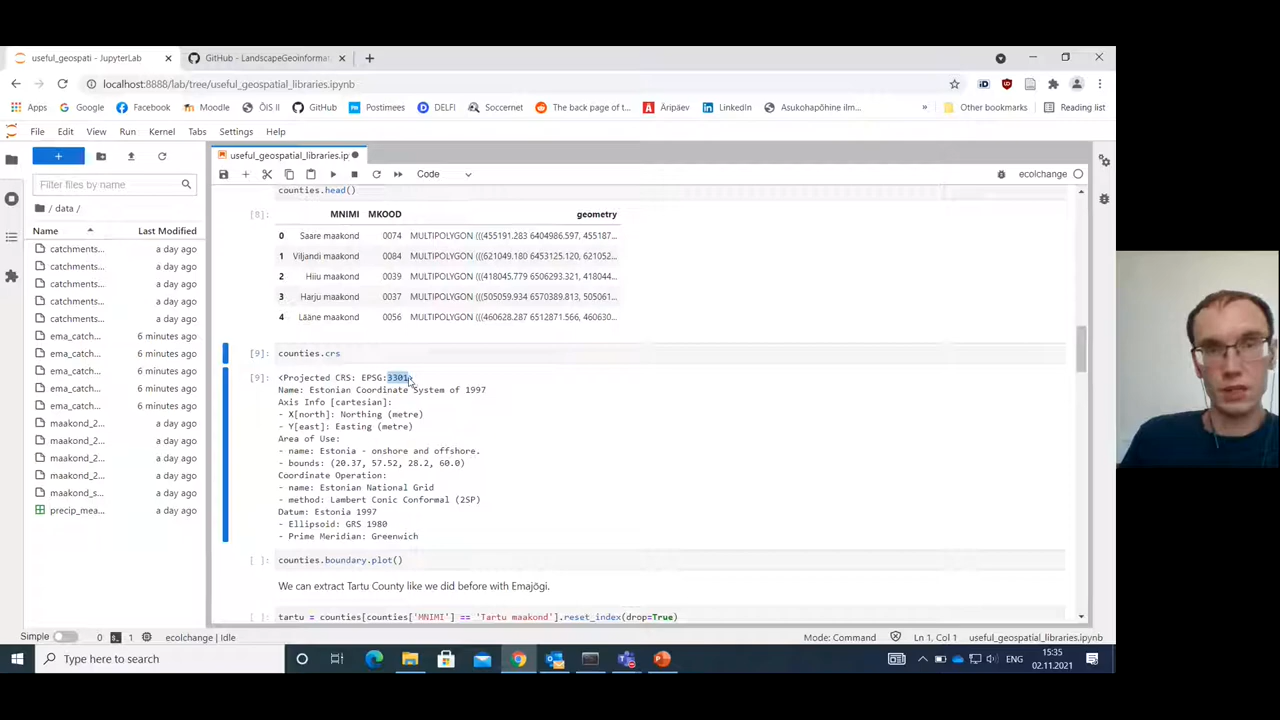 useful_geospati - JupyterLab
GitHub - LandscapeGeoinformat
localhost:8888/lab/tree/useful_geospatial_libraries.ipynb
Apps Google Facebook Moodle ÕIS II GitHub Postimees DELFI Soccernet The back page of t... Äripäev LinkedIn Asukohapõhine ilm... » Other bookmarks Reading list
File Edit View Run Kernel Tabs Settings Help
useful_geospatial_libraries.ip
Code
ecolchange
Filter files by name
/ data /
Name Last Modified
catchments... a day ago
catchments... a day ago
catchments... a day ago
catchments... a day ago
catchments... a day ago
ema_catch... 6 minutes ago
ema_catch... 6 minutes ago
ema_catch... 6 minutes ago
ema_catch... 6 minutes ago
ema_catch... 6 minutes ago
maakond_2... a day ago
maakond_2... a day ago
maakond_2... a day ago
maakond_2... a day ago
maakond_s... a day ago
precip_mea... a day ago
counties.head()
[8]:
MNIMI MKOOD geometry
0 Saare maakond 0074 MULTIPOLYGON (((455191.283 6404986.597, 455187...
1 Viljandi maakond 0084 MULTIPOLYGON (((621049.180 6453125.120, 621052...
2 Hiiu maakond 0039 MULTIPOLYGON (((418045.779 6506293.321, 418044...
3 Harju maakond 0037 MULTIPOLYGON (((505059.934 6570389.813, 505061...
4 Lääne maakond 0056 MULTIPOLYGON (((460628.287 6512871.566, 460630...
[9]: counties.crs
[9]: <Projected CRS: EPSG:3301>
Name: Estonian Coordinate System of 1997
Axis Info [cartesian]:
- X[north]: Northing (metre)
- Y[east]: Easting (metre)
Area of Use:
- name: Estonia - onshore and offshore.
- bounds: (20.37, 57.52, 28.2, 60.0)
Coordinate Operation:
- name: Estonian National Grid
- method: Lambert Conic Conformal (2SP)
Datum: Estonia 1997
- Ellipsoid: GRS 1980
- Prime Meridian: Greenwich
[ ]: counties.boundary.plot()
We can extract Tartu County like we did before with Emajõgi.
[ ]: tartu = counties[counties['MNIMI'] == 'Tartu maakond'].reset_index(drop=True)
Simple 0 1 ecolchange | Idle Mode: Command Ln 1, Col 1 useful_geospatial_libraries.ipynb
Type here to search
ENG
15:35
02.11.2021